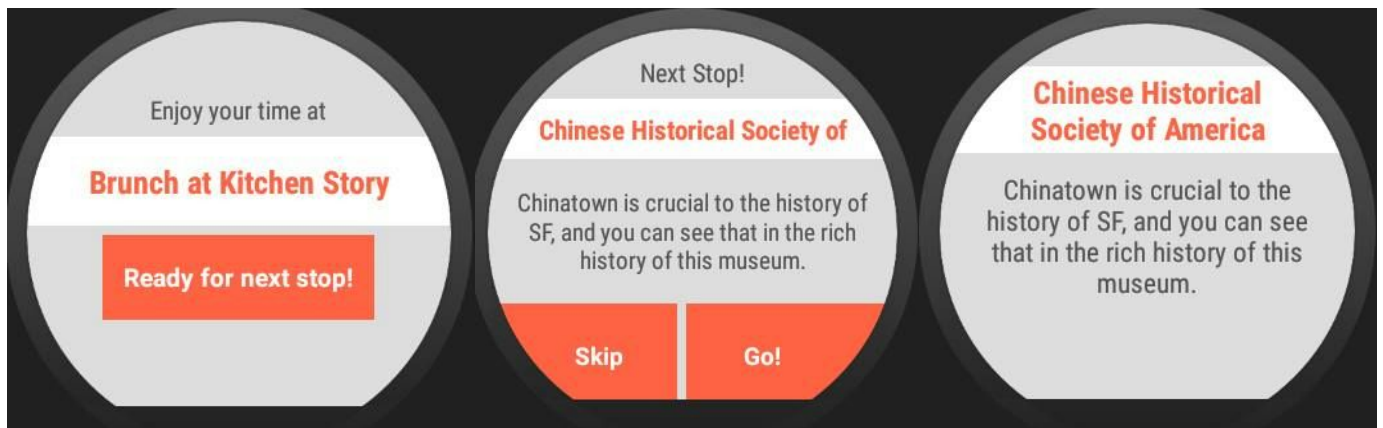 Enjoy your time at
Brunch at Kitchen Story
Ready for next stop!
Next Stop!
Chinese Historical Society of
Chinatown is crucial to the history of
SF, and you can see that in the rich
history of this museum.
Skip
Go!
Chinese Historical
Society of America
Chinatown is crucial to the
history of SF, and you can see
that in the rich history of this
museum.